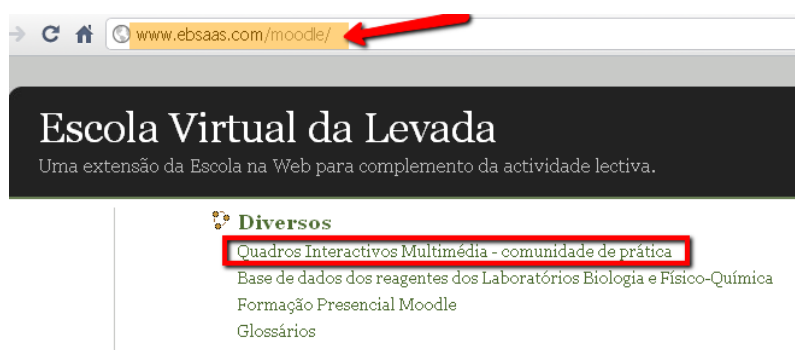 www.ebsaas.com/moodle/
Escola Virtual da Levada
Uma extensão da Escola na Web para complemento da actividade lectiva.
Diversos
Quadros Interactivos Multimédia - comunidade de prática
Base de dados dos reagentes dos Laboratórios Biologia e Físico-Química
Formação Presencial Moodle
Glossários